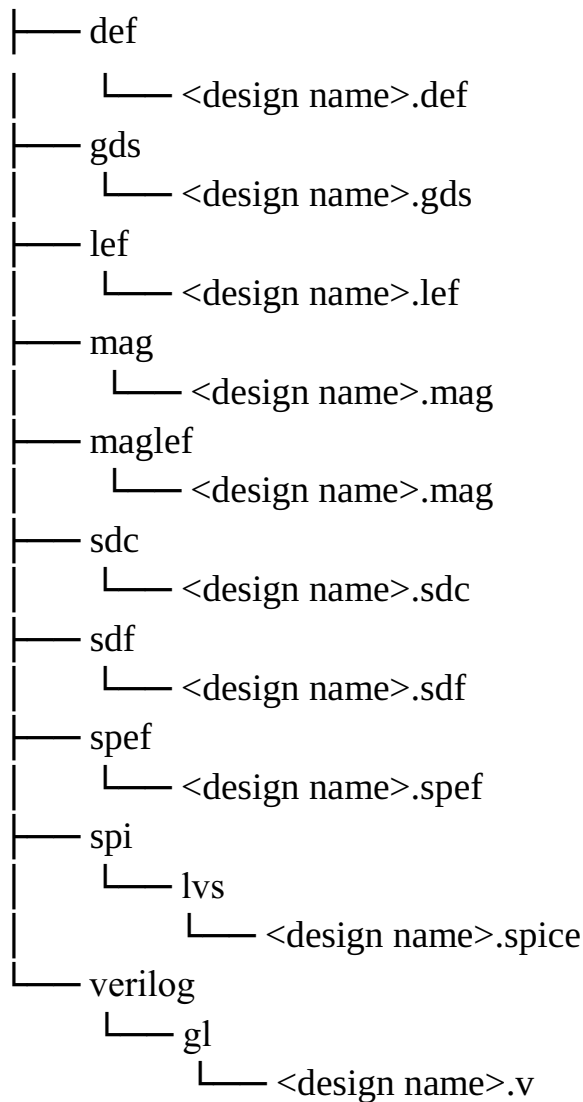 ├── def
│   └── <design name>.def
├── gds
│   └── <design name>.gds
├── lef
│   └── <design name>.lef
├── mag
│   └── <design name>.mag
├── maglef
│   └── <design name>.mag
├── sdc
│   └── <design name>.sdc
├── sdf
│   └── <design name>.sdf
├── spef
│   └── <design name>.spef
├── spi
│   └── lvs
│       └── <design name>.spice
└── verilog
    └── gl
        └── <design name>.v